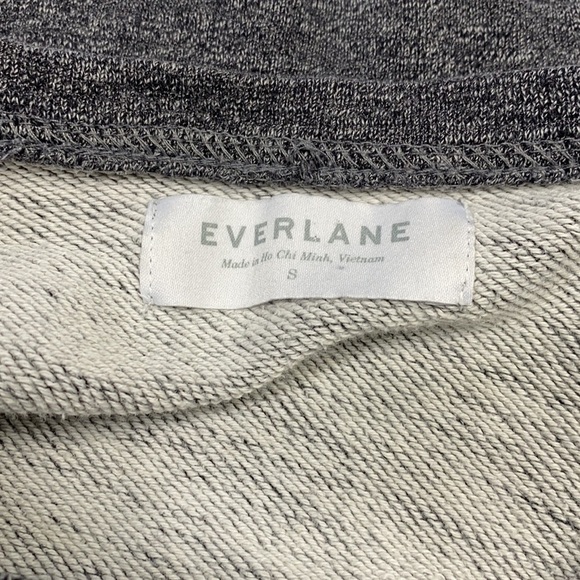 EVERLANE
Made in Ho Chi Minh, Vietnam
S